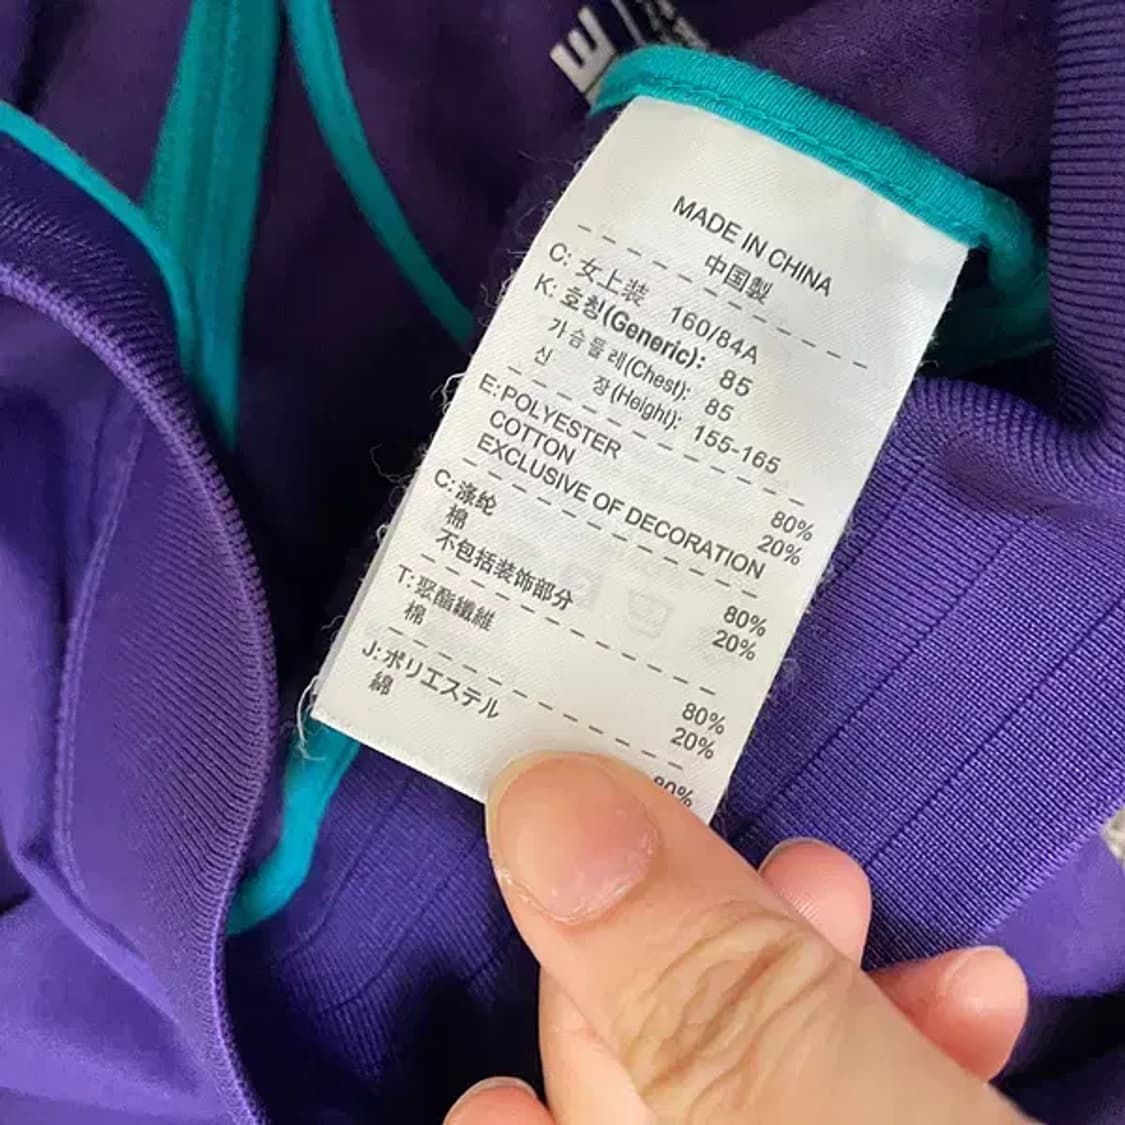 E
MADE IN CHINA
中国製
C: 女上装 160/84A
K: 호칭(Generic): 85
가슴둘레(Chest): 85
신 장(Height): 155-165
E: POLYESTER 80%
COTTON 20%
EXCLUSIVE OF DECORATION
C: 涤纶 80%
棉 20%
不包括装饰部分
T: 聚酯纖維 80%
棉 20%
J: ポリエステル 80%
綿